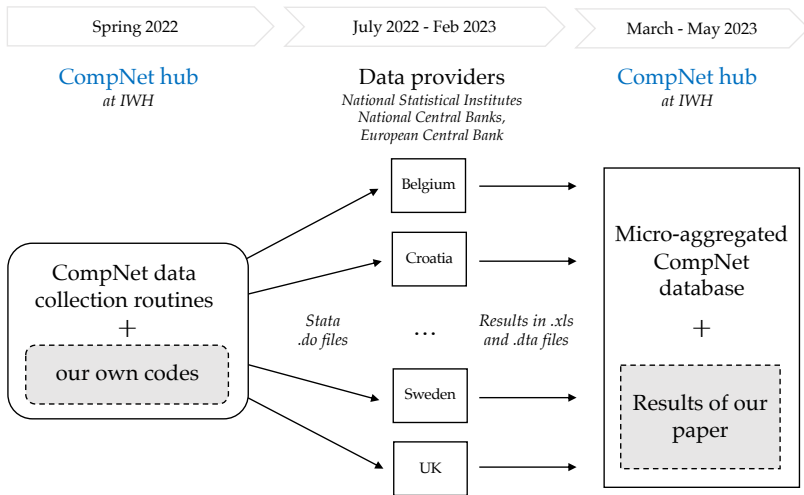 Spring 2022
July 2022 - Feb 2023
March - May 2023
CompNet hub
at IWH
Data providers
National Statistical Institutes
National Central Banks,
European Central Bank
CompNet hub
at IWH
CompNet data
collection routines
+
our own codes
Stata
.do files
Belgium
Croatia
...
Sweden
UK
Results in .xls
and .dta files
Micro-aggregated
CompNet
database
+
Results of our
paper